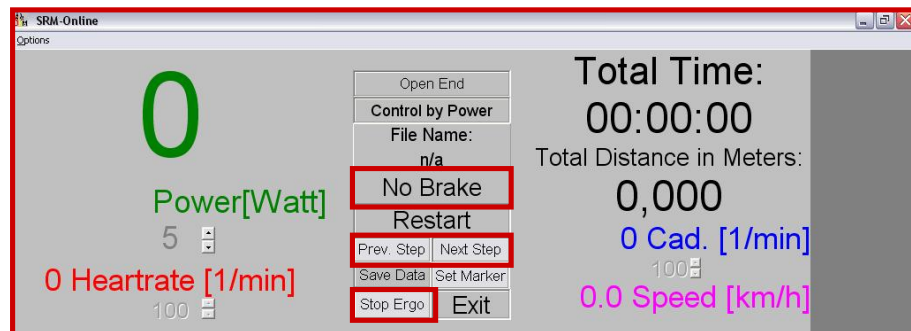 SRM-Online
Options
0
Power[Watt]
5
0 Heartrate [1/min]
100
Open End
Control by Power
File Name:
n/a
No Brake
Restart
Prev. Step Next Step
Save Data Set Marker
Stop Ergo Exit
Total Time:
00:00:00
Total Distance in Meters:
0,000
0 Cad. [1/min]
100
0.0 Speed [km/h]